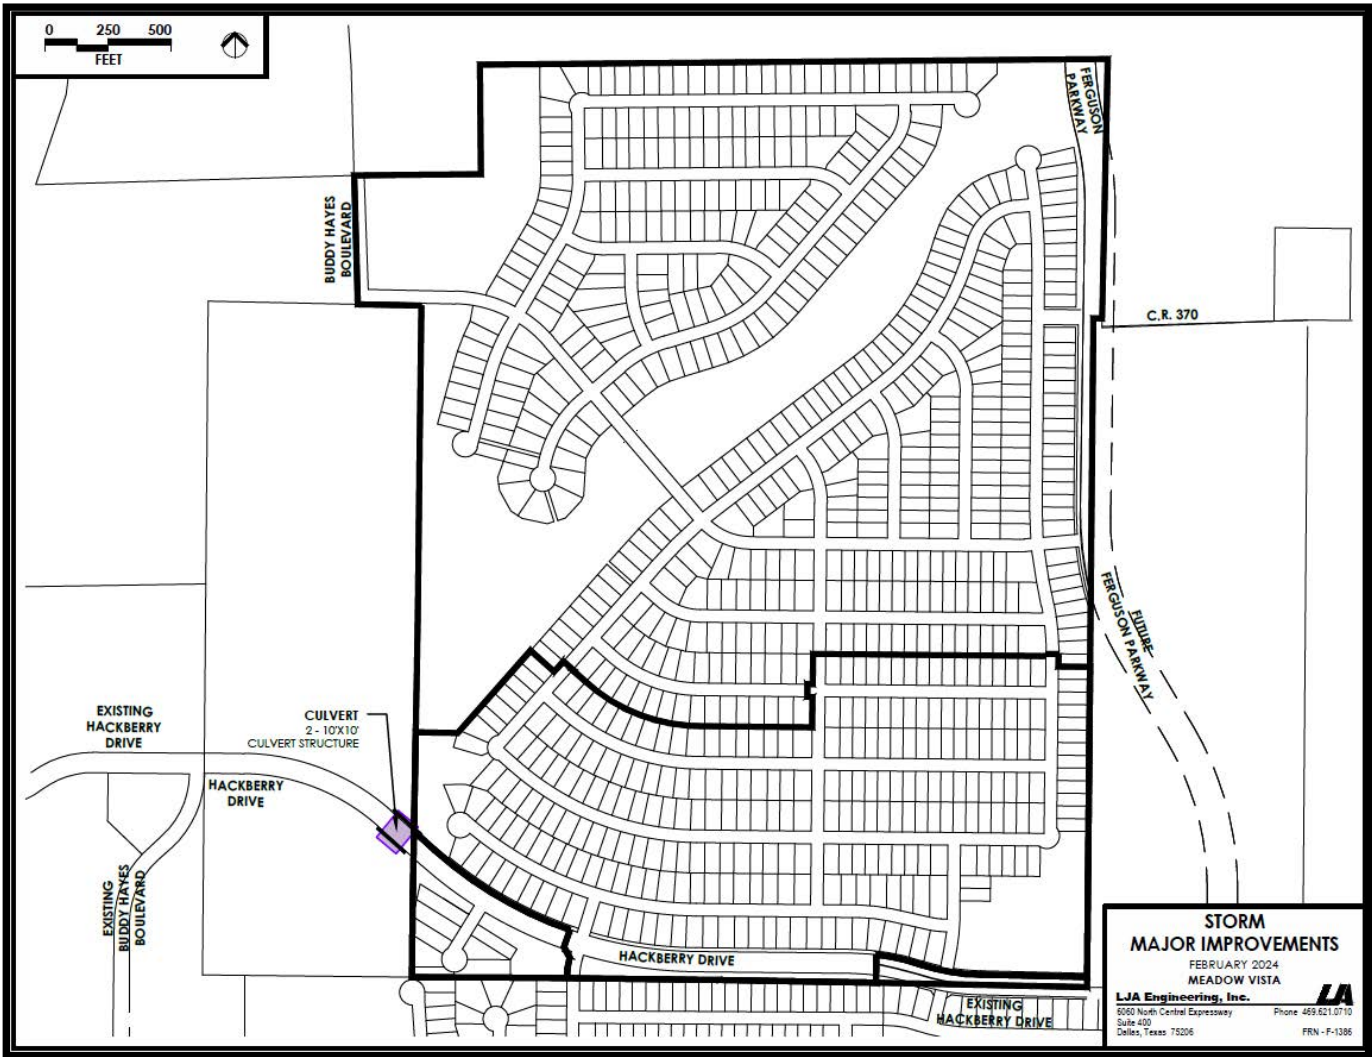 0 250 500
FEET
FERGUSON
PARKWAY
BUDDY HAYES
BOULEVARD
C.R. 370
FUTURE
FERGUSON PARKWAY
EXISTING
HACKBERRY
DRIVE
CULVERT
2 - 10'X10'
CULVERT STRUCTURE
HACKBERRY
DRIVE
EXISTING
BUDDY HAYES
BOULEVARD
HACKBERRY DRIVE
EXISTING
HACKBERRY DRIVE
STORM
MAJOR IMPROVEMENTS
FEBRUARY 2024
MEADOW VISTA
LJA Engineering, Inc.
6060 North Central Expressway Phone 469.621.0710
Suite 400
Dallas, Texas 75206 FRN - F-1386